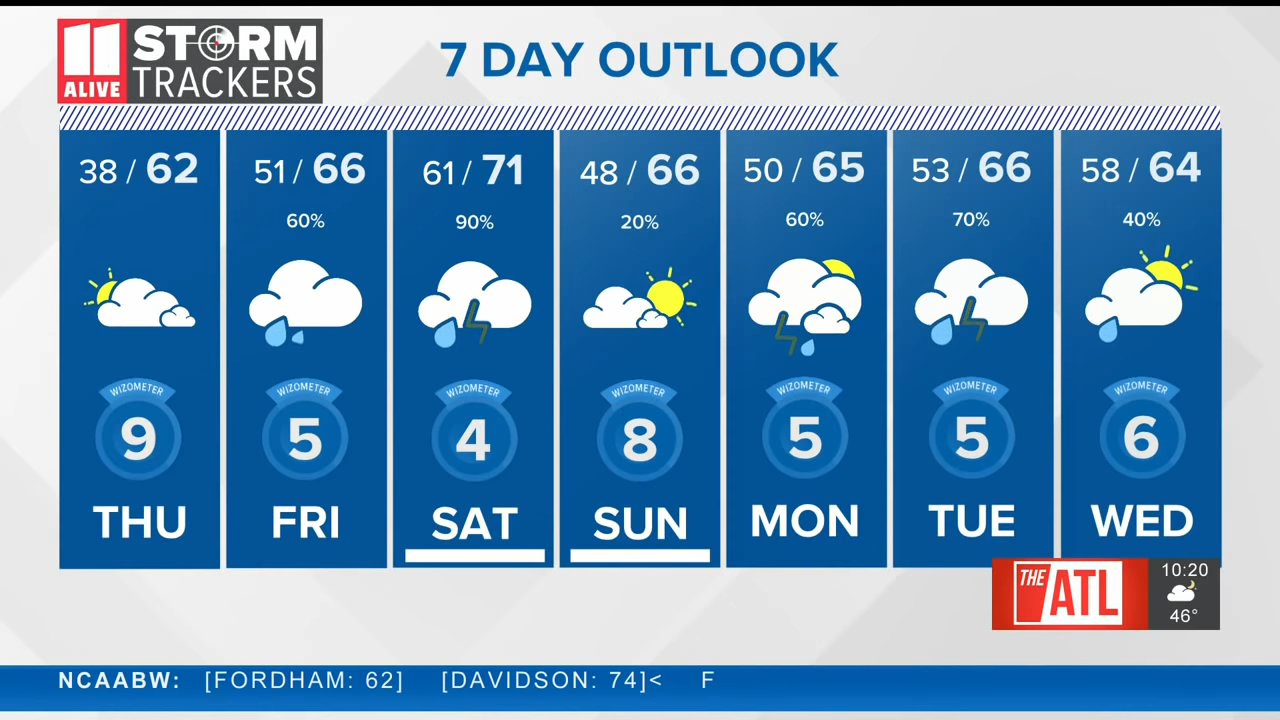 11 ALIVE
STORM
TRACKERS
7 DAY OUTLOOK
38 / 62
WIZOMETER
9
THU
51 / 66
60%
WIZOMETER
5
FRI
61 / 71
90%
WIZOMETER
4
SAT
48 / 66
20%
WIZOMETER
8
SUN
50 / 65
60%
WIZOMETER
5
MON
53 / 66
70%
WIZOMETER
5
TUE
58 / 64
40%
WIZOMETER
6
WED
THE ATL
10:20
46°
NCAABW: [FORDHAM: 62] [DAVIDSON: 74]< F